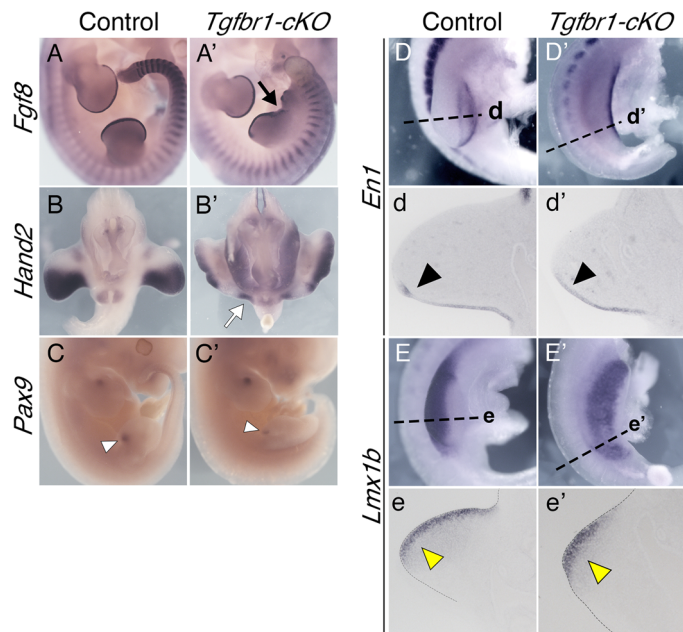 Control Tgfbr1-cKO
Fgf8
A A'
Hand2
B B'
Pax9
C C'
Control Tgfbr1-cKO
En1
D D'
d d'
d d'
Lmx1b
E E'
e e'
e e'